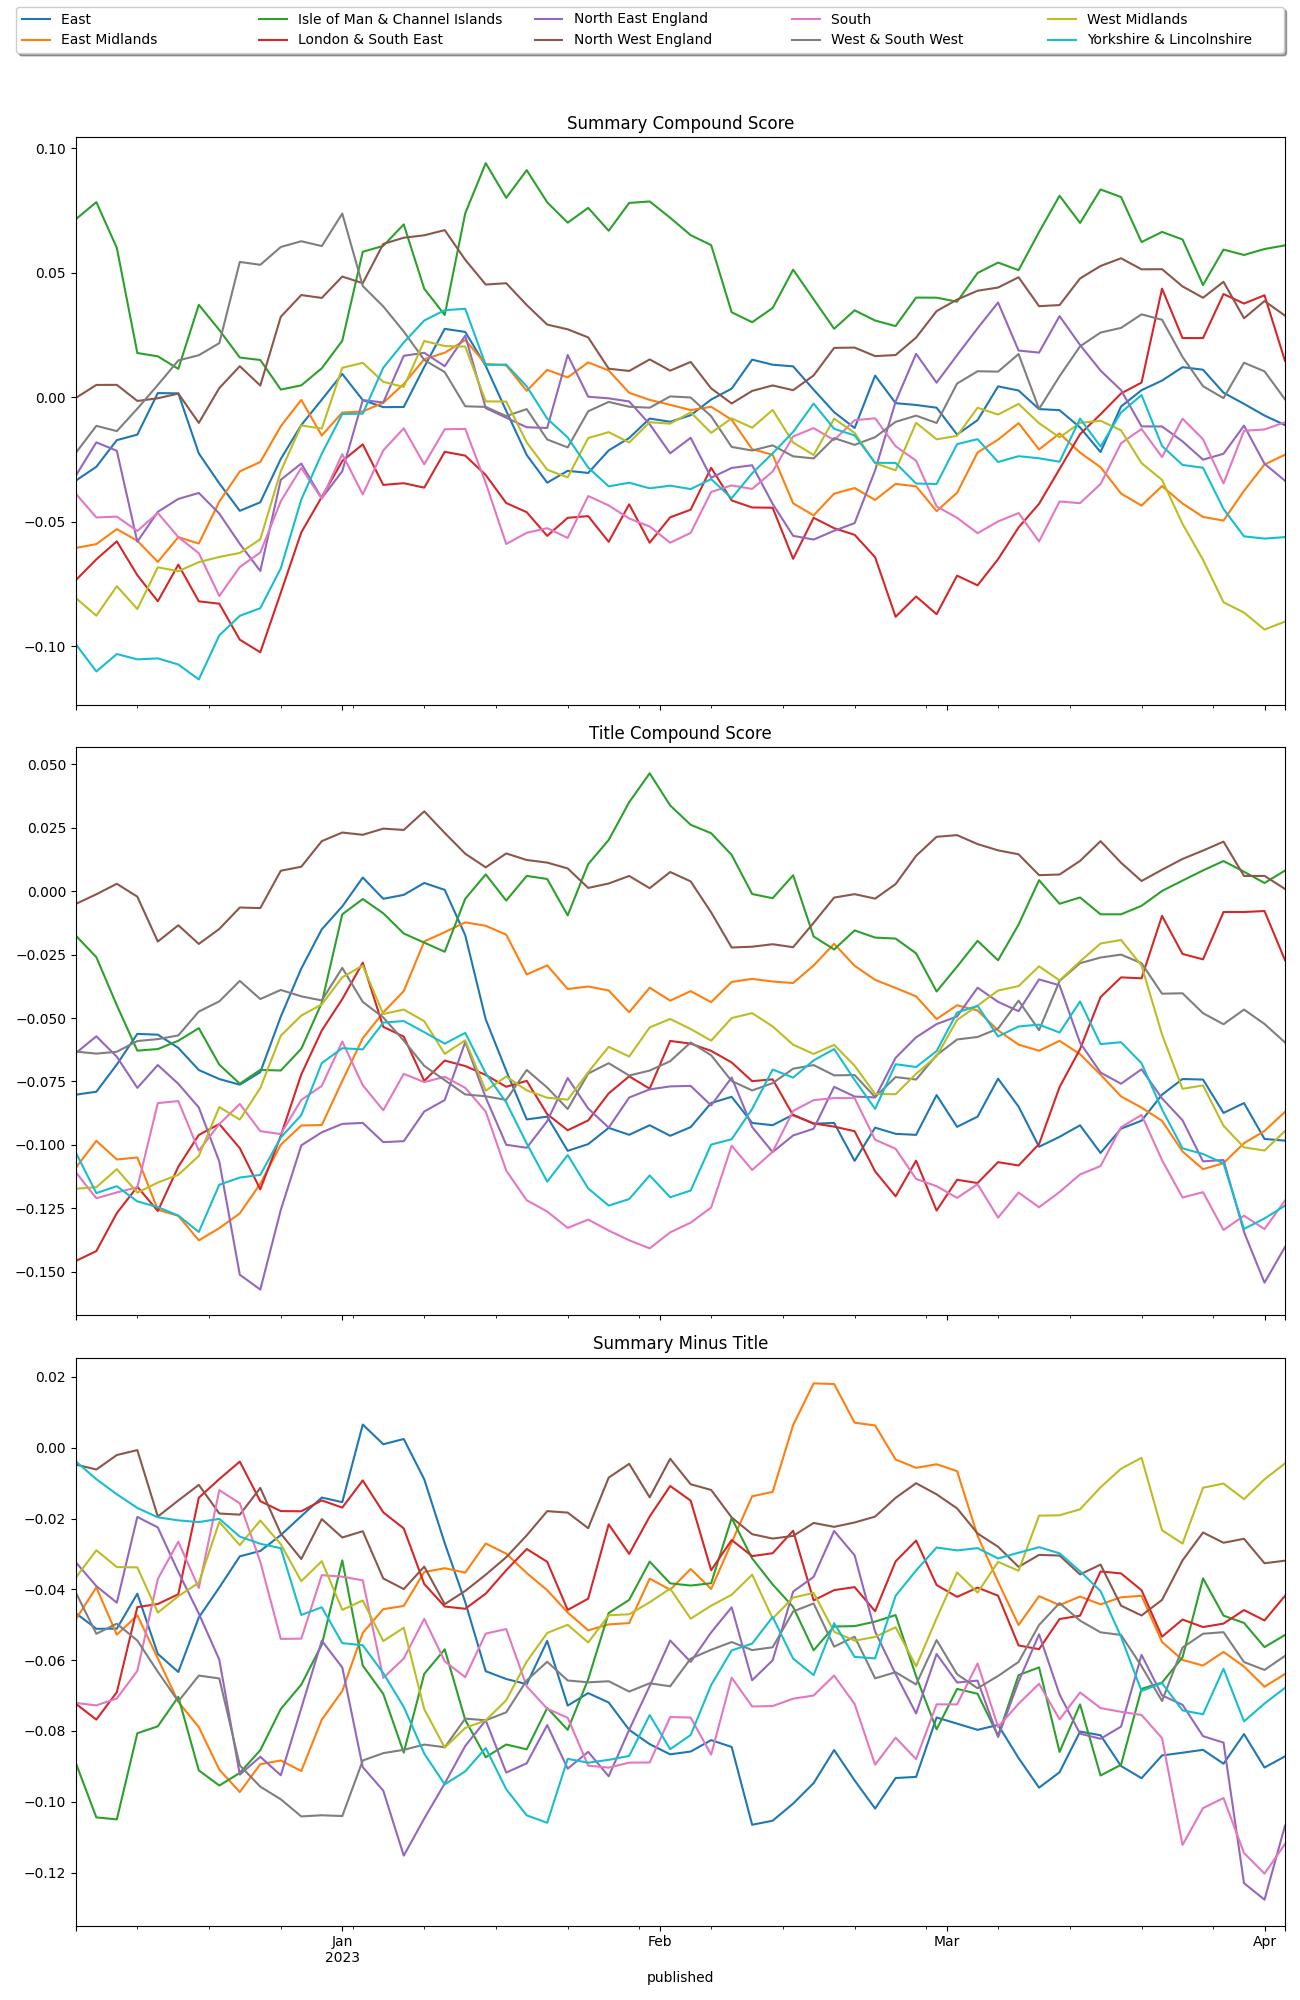 East
Isle of Man & Channel Islands
North East England
South
West Midlands
East Midlands
London & South East
North West England
West & South West
Yorkshire & Lincolnshire
Summary Compound Score
0.10
0.05
0.00
−0.05
−0.10
Title Compound Score
0.050
0.025
0.000
−0.025
−0.050
−0.075
−0.100
−0.125
−0.150
Summary Minus Title
0.02
0.00
−0.02
−0.04
−0.06
−0.08
−0.10
−0.12
Jan
2023
Feb
Mar
Apr
published